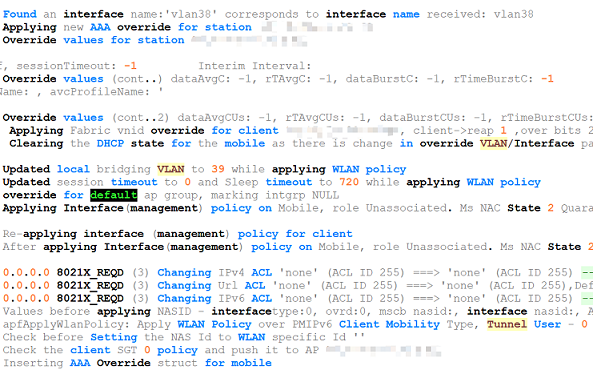 Found an interface name:'vlan38' corresponds to interface name received: vlan38
Applying new AAA override for station
Override values for station
f, sessionTimeout: -1 Interim Interval:
Override values (cont..) dataAvgC: -1, rTAvgC: -1, dataBurstC: -1, rTimeBurstC: -1
Name: , avcProfileName: '
Override values (cont..2) dataAvgCUs: -1, rTAvgCUs: -1, dataBurstCUs: -1, rTimeBurstCUs:
Applying Fabric vnid override for client , client->reap 1 ,over bits 2
Clearing the DHCP state for the mobile as there is change in override VLAN/Interface pa
Updated local bridging VLAN to 39 while applying WLAN policy
Updated session timeout to 0 and Sleep timeout to 720 while applying WLAN policy
override for default ap group, marking intgrp NULL
Applying Interface(management) policy on Mobile, role Unassociated. Ms NAC State 2 Quara
Re-applying interface (management) policy for client
After applying Interface(management) policy on Mobile, role Unassociated. Ms NAC State 2
0.0.0.0 8021X_REQD (3) Changing IPv4 ACL 'none' (ACL ID 255) ===> 'none' (ACL ID 255) --
0.0.0.0 8021X_REQD (3) Changing Url ACL 'none' (ACL ID 255) ===> 'none' (ACL ID 255),Def
0.0.0.0 8021X_REQD (3) Changing IPv6 ACL 'none' (ACL ID 255) ===> 'none' (ACL ID 255) --
Values before applying NASID - interfacetype:0, ovrd:0, mscb nasid:, interface nasid:, A
apfApplyWlanPolicy: Apply WLAN Policy over PMIPv6 Client Mobility Type, Tunnel User - 0
Check before Setting the NAS Id to WLAN specific Id ''
Check the client SGT 0 policy and push it to AP
Inserting AAA Override struct for mobile